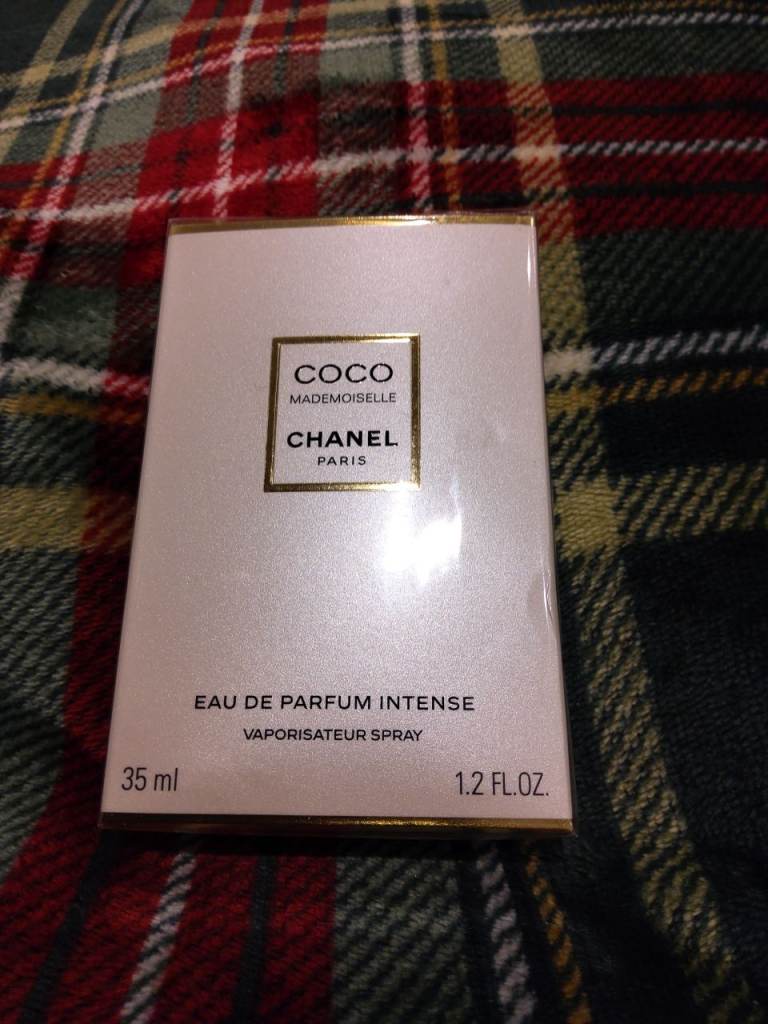 COCO
MADEMOISELLE
CHANEL
PARIS
EAU DE PARFUM INTENSE
VAPORISATEUR SPRAY
35 ml 1.2 FL.OZ.